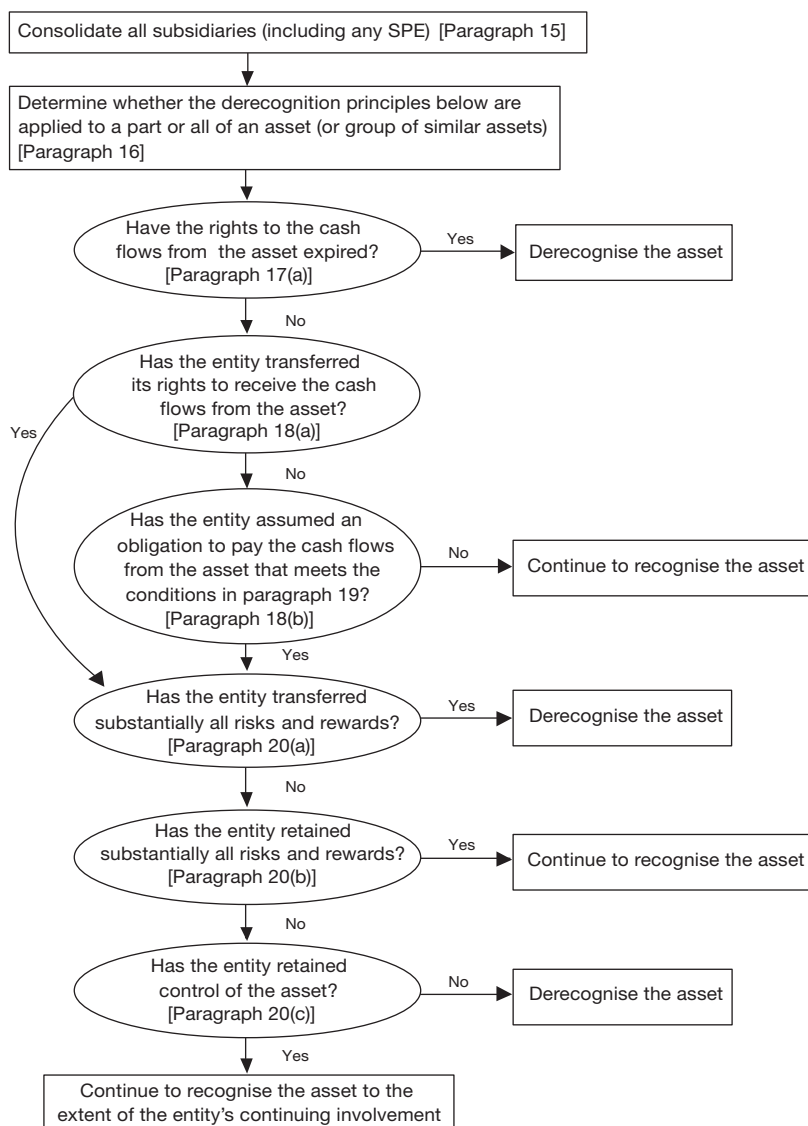 Consolidate all subsidiaries (including any SPE) [Paragraph 15]
Determine whether the derecognition principles below are
applied to a part or all of an asset (or group of similar assets)
[Paragraph 16]
Have the rights to the cash
flows from the asset expired?
[Paragraph 17(a)]
Yes
Derecognise the asset
No
Has the entity transferred
its rights to receive the cash
flows from the asset?
[Paragraph 18(a)]
Yes
No
Has the entity assumed an
obligation to pay the cash flows
from the asset that meets the
conditions in paragraph 19?
[Paragraph 18(b)]
No
Continue to recognise the asset
Yes
Has the entity transferred
substantially all risks and rewards?
[Paragraph 20(a)]
Yes
Derecognise the asset
No
Has the entity retained
substantially all risks and rewards?
[Paragraph 20(b)]
Yes
Continue to recognise the asset
No
Has the entity retained
control of the asset?
[Paragraph 20(c)]
No
Derecognise the asset
Yes
Continue to recognise the asset to the
extent of the entity's continuing involvement